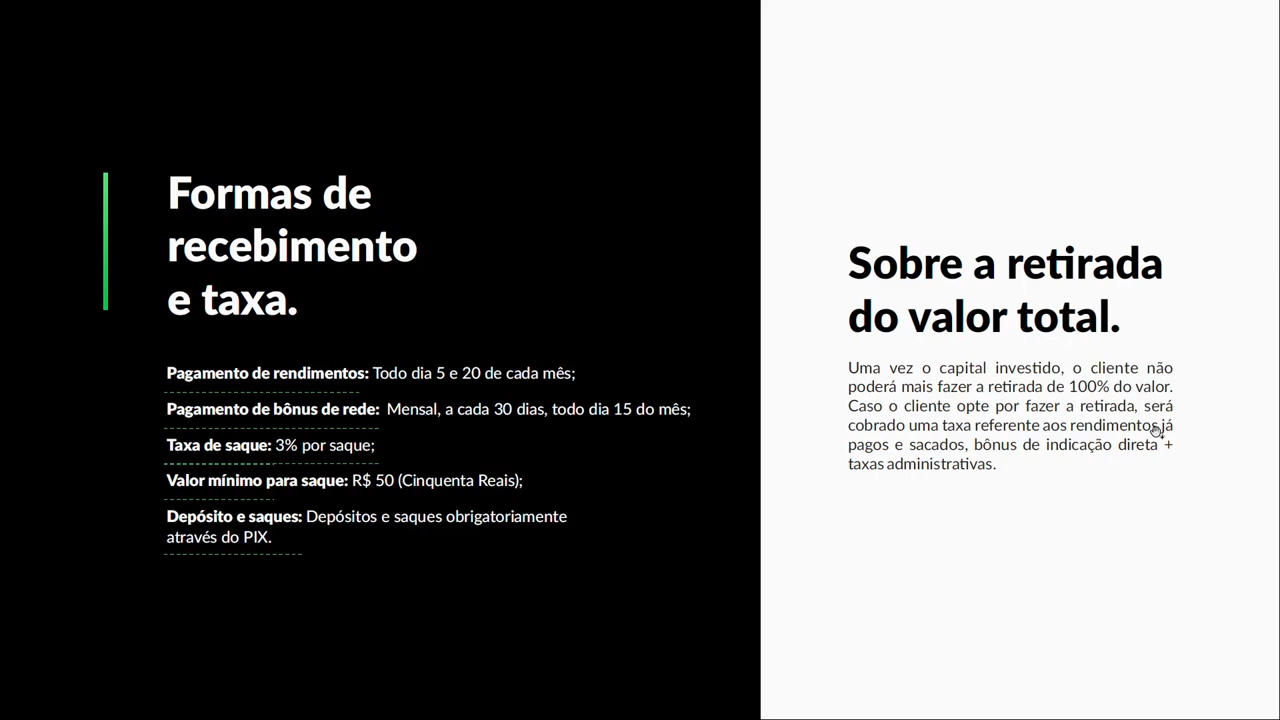 Formas de
recebimento
e taxa.
Pagamento de rendimentos: Todo dia 5 e 20 de cada mês;
Pagamento de bônus de rede: Mensal, a cada 30 dias, todo dia 15 do mês;
Taxa de saque: 3% por saque;
Valor mínimo para saque: R$ 50 (Cinquenta Reais);
Depósito e saques: Depósitos e saques obrigatoriamente
através do PIX.
Sobre a retirada
do valor total.
Uma vez o capital investido, o cliente não
poderá mais fazer a retirada de 100% do valor.
Caso o cliente opte por fazer a retirada, será
cobrado uma taxa referente aos rendimentos já
pagos e sacados, bônus de indicação direta +
taxas administrativas.